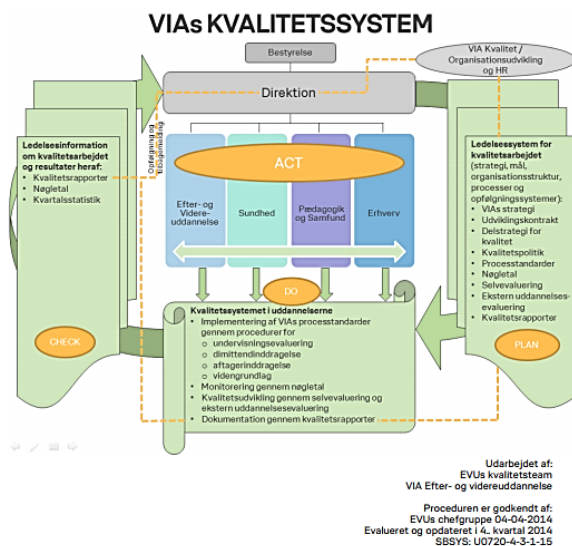 VIAs KVALITETSSYSTEM
Bestyrelse
VIA Kvalitet /
Organisationsudvikling
og HR
Direktion
Opfølgning og
tilbagemelding
Ledelsesinformation
om kvalitetsarbejdet
og resultater heraf:
• Kvalitetsrapporter
• Nøgletal
• Kvartalsstatistik
CHECK
ACT
Efter- og
Videre-
uddannelse
Sundhed
Pædagogik
og Samfund
Erhverv
DO
Kvalitetssystemet i uddannelserne
• Implementering af VIAs processtandarder
gennem procedurer for
o undervisningsevaluering
o dimittendinddragelse
o aftagerinddragelse
o videngrundlag
• Monitorering gennem nøgletal
• Kvalitetsudvikling gennem selvevaluering og
ekstern uddannelsesevaluering
• Dokumentation gennem kvalitetsrapporter
Ledelsessystem for
kvalitetsarbejdet
(strategi, mål,
organisationsstruktur,
processer og
opfølgningssystemer):
• VIAs strategi
• Udviklingskontrakt
• Delstrategi for
kvalitet
• Kvalitetspolitik
• Processtandarder
• Nøgletal
• Selvevaluering
• Ekstern uddannelses-
evaluering
• Kvalitetsrapporter
PLAN
Udarbejdet af:
EVUs kvalitetsteam
VIA Efter- og videreuddannelse
Proceduren er godkendt af:
EVUs chefgruppe 04-04-2014
Evalueret og opdateret i 4.. kvartal 2014
SBSYS: U0720-4-3-1-15